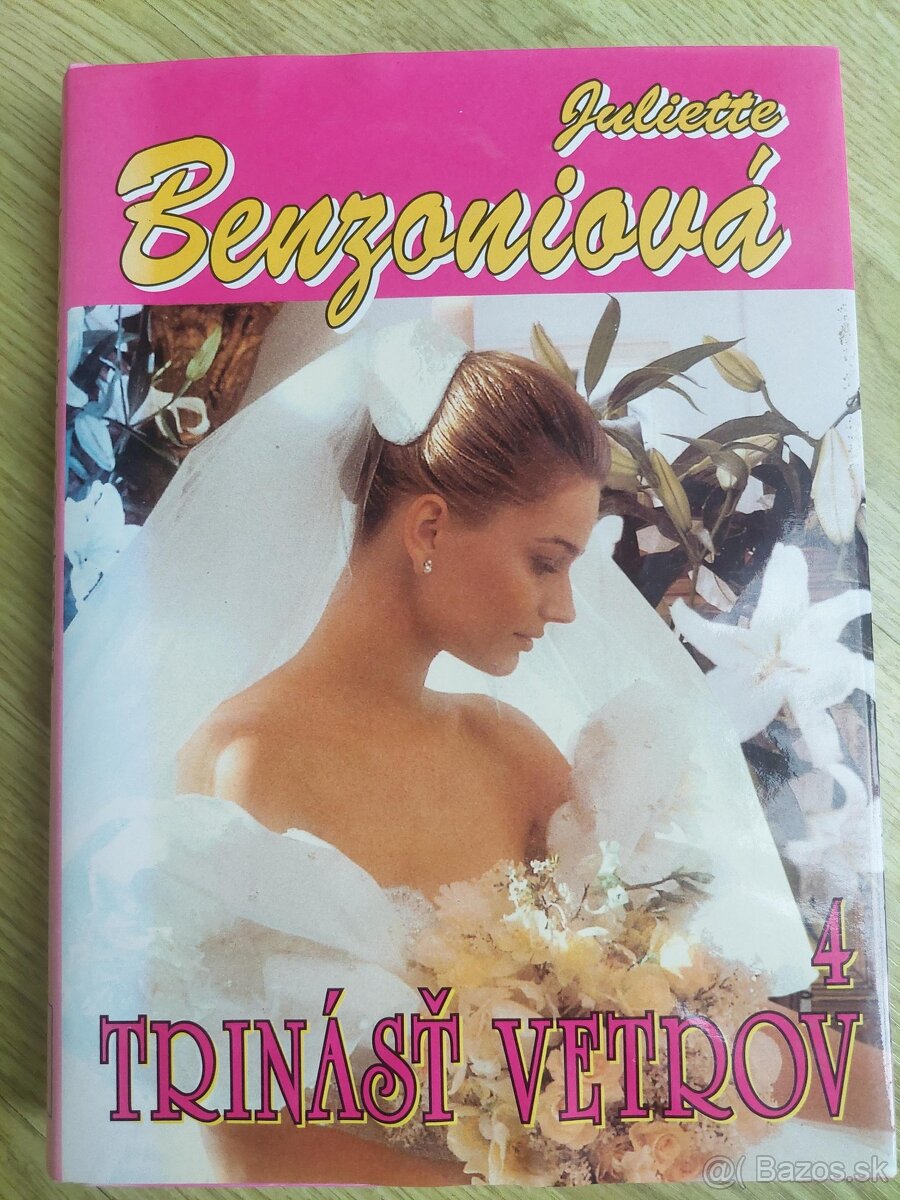 Juliette
Benzoniová
4
TRINÁSŤ VETROV
@( Bazos.sk